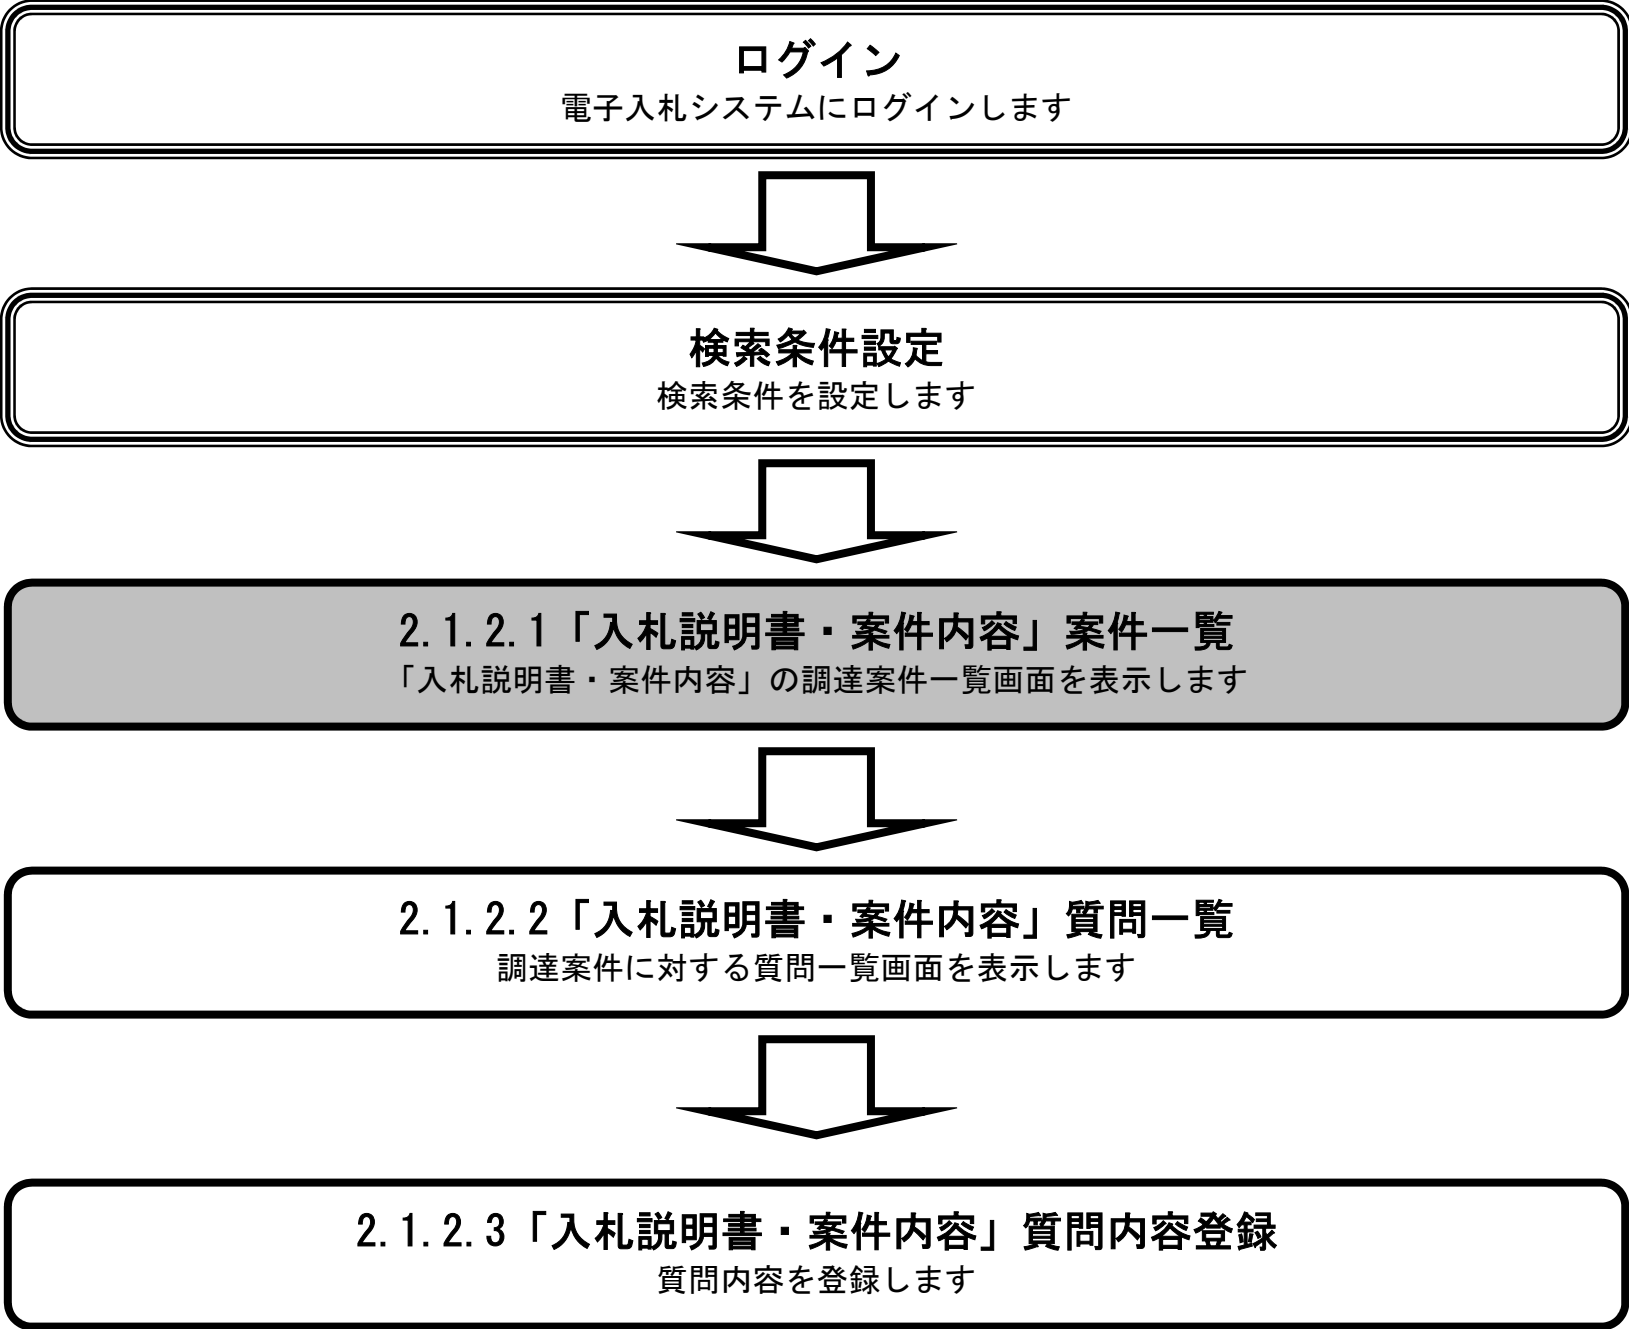 ログイン
電子入札システムにログインします
検索条件設定
検索条件を設定します
2.1.2.1「入札説明書・案件内容」案件一覧
「入札説明書・案件内容」の調達案件一覧画面を表示します
2.1.2.2「入札説明書・案件内容」質問一覧
調達案件に対する質問一覧画面を表示します
2.1.2.3「入札説明書・案件内容」質問内容登録
質問内容を登録します